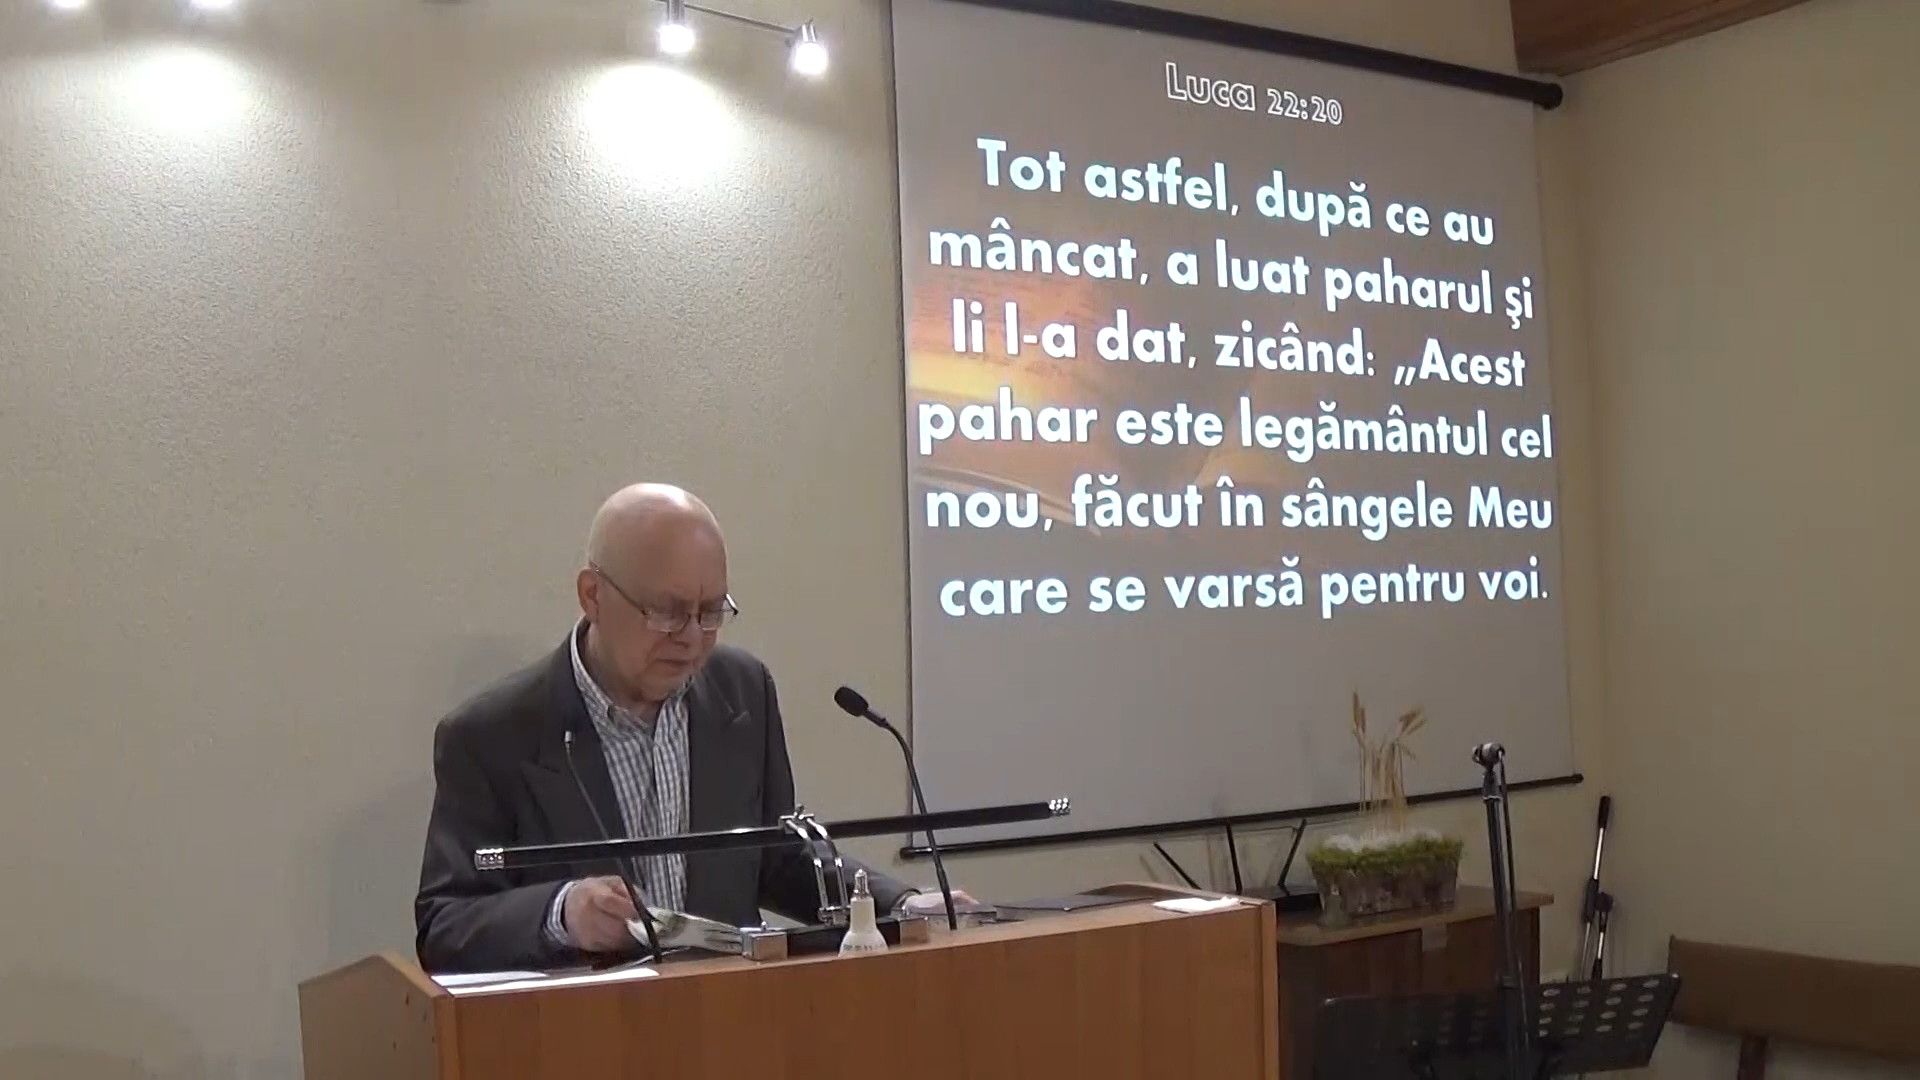 Luca 22:20
Tot astfel, după ce au
mâncat, a luat paharul şi
li l-a dat, zicând: „Acest
pahar este legământul cel
nou, făcut în sângele Meu
care se varsă pentru voi.